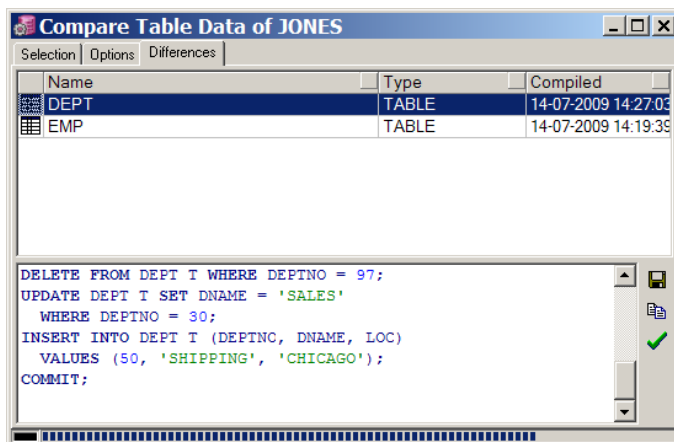 Compare Table Data of JONES
Selection Options Differences
Name Type Compiled
DEPT TABLE 14-07-2009 14:27:03
EMP TABLE 14-07-2009 14:19:39
DELETE FROM DEPT T WHERE DEPTNO = 97;
UPDATE DEPT T SET DNAME = 'SALES'
WHERE DEPTNO = 30;
INSERT INTO DEPT T (DEPTNO, DNAME, LOC)
VALUES (50, 'SHIPPING', 'CHICAGO');
COMMIT;